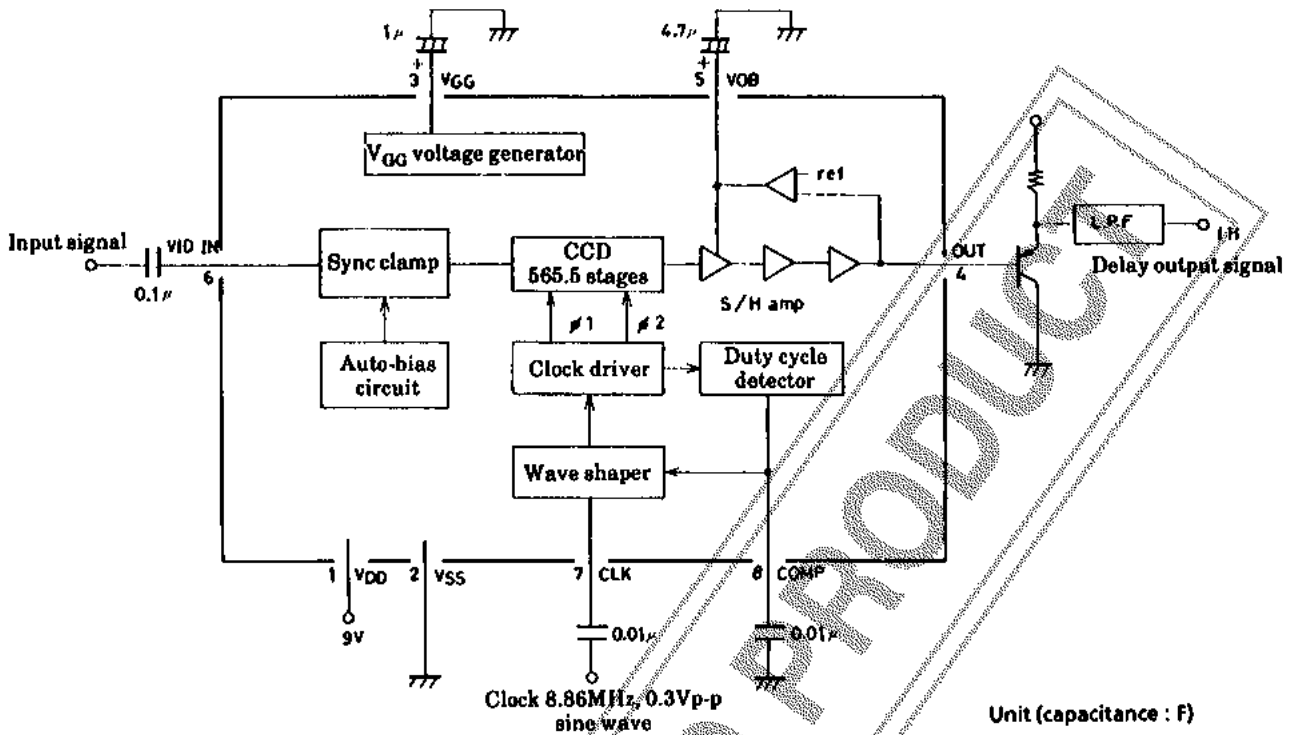 1μ
3 VGG
4.7μ
5 VOB
+
+
VGG voltage generator
ref
Input signal
VID IN
6
0.1μ
Sync clamp
CCD
565.5 stages
S/H amp
OUT
4
L.P.F
1H
Delay output signal
ø1
ø2
Auto-bias
circuit
Clock driver
Duty cycle
detector
Wave shaper
1 VDD
2 VSS
7 CLK
8 COMP
9V
0.01μ
0.01μ
Clock 8.86MHz, 0.3Vp-p
sine wave
Unit (capacitance : F)
PRODUCT